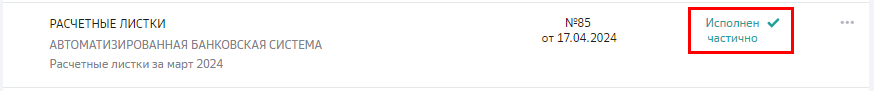 РАСЧЕТНЫЕ ЛИСТКИ
АВТОМАТИЗИРОВАННАЯ БАНКОВСКАЯ СИСТЕМА
Расчетные листки за март 2024
№85
от 17.04.2024
Исполнен
частично